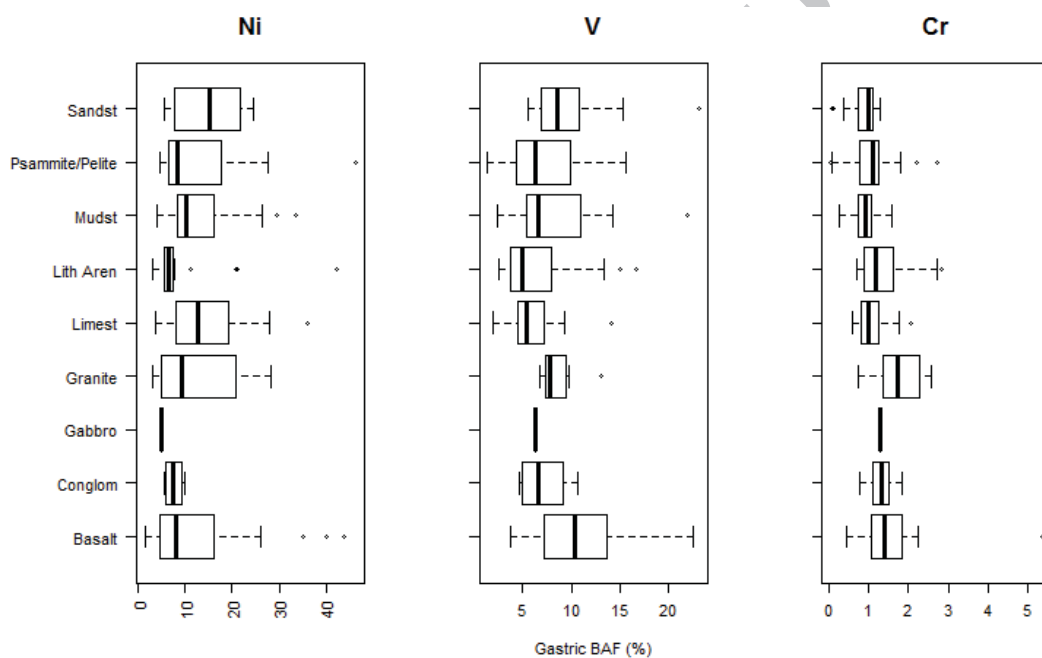 Ni V Cr
Sandst
Psammite/Pelite
Mudst
Lith Aren
Limest
Granite
Gabbro
Conglom
Basalt
0 10 20 30 40
5 10 15 20
0 1 2 3 4 5
Gastric BAF (%)